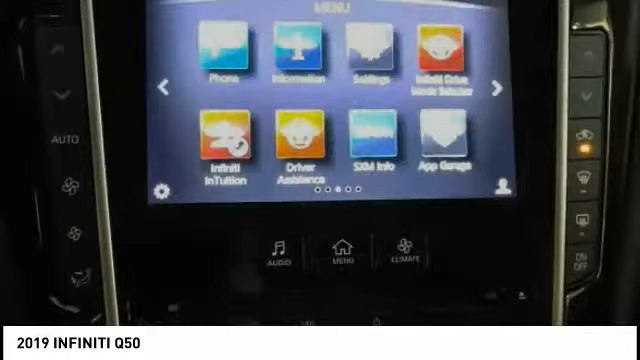 MENU
Phone
Information
Settings
Infiniti Drive
Mode Selector
Infiniti
InTuition
Driver
Assistance
SXM Info
App Garage
AUTO
AUDIO
MENU
CLIMATE
ON
OFF
2019 INFINITI Q50